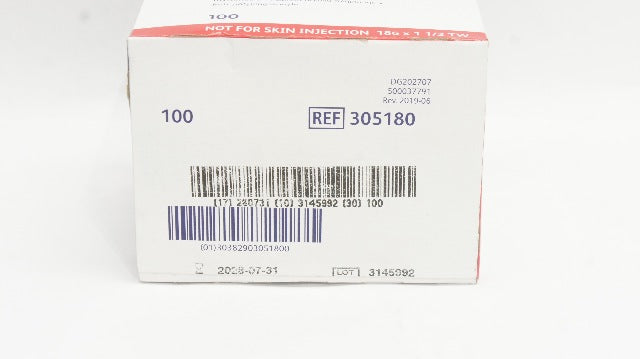 100
NOT FOR SKIN INJECTION 18G x 1 1/2 TW
DG202707
500037791
Rev. 2019-06
100
REF 305180
(17) 280731 (10) 3145992 (30) 100
(01)30382903051800
2028-07-31
LOT 3145992